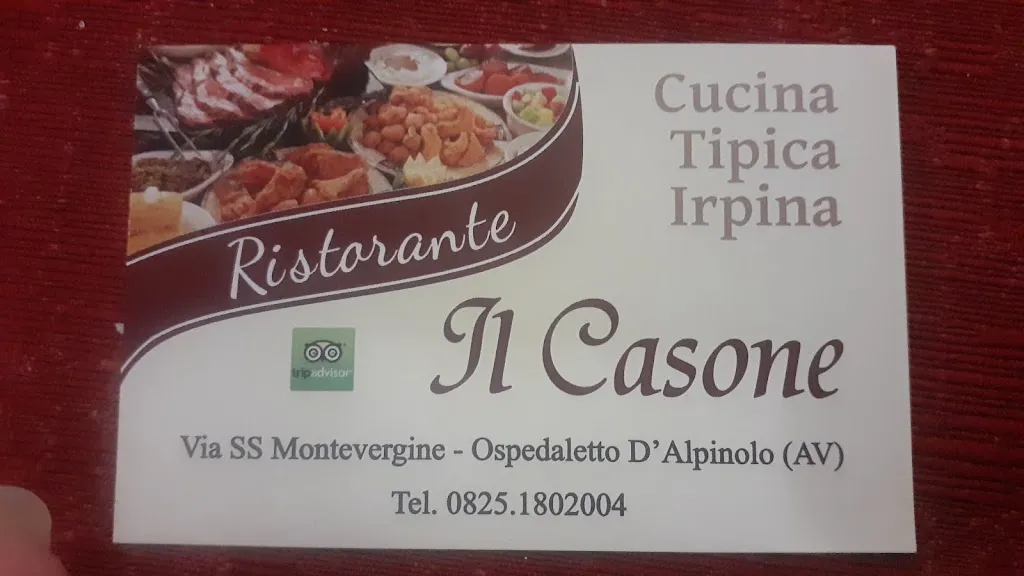 Cucina
Tipica
Irpina
Ristorante
Il Casone
tripadvisor
Via SS Montevergine - Ospedaletto D'Alpinolo (AV)
Tel. 0825.1802004